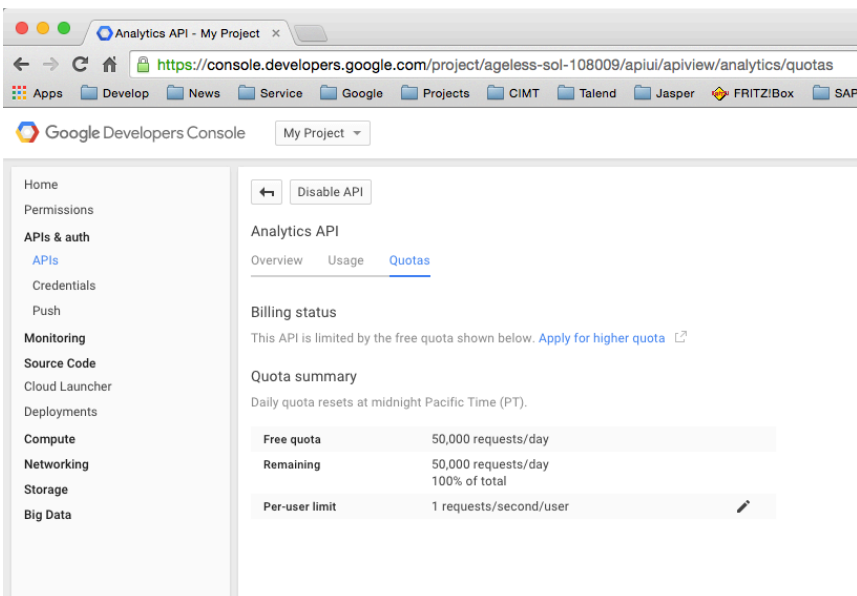 Analytics API - My Project
https://console.developers.google.com/project/ageless-sol-108009/apiui/apiview/analytics/quotas
Apps Develop News Service Google Projects CIMT Talend Jasper FRITZ!Box SAP
Google Developers Console My Project
Home
Permissions
APIs & auth
APIs
Credentials
Push
Monitoring
Source Code
Cloud Launcher
Deployments
Compute
Networking
Storage
Big Data
Disable API
Analytics API
Overview Usage Quotas
Billing status
This API is limited by the free quota shown below. Apply for higher quota
Quota summary
Daily quota resets at midnight Pacific Time (PT).
Free quota 50,000 requests/day
Remaining 50,000 requests/day
100% of total
Per-user limit 1 requests/second/user